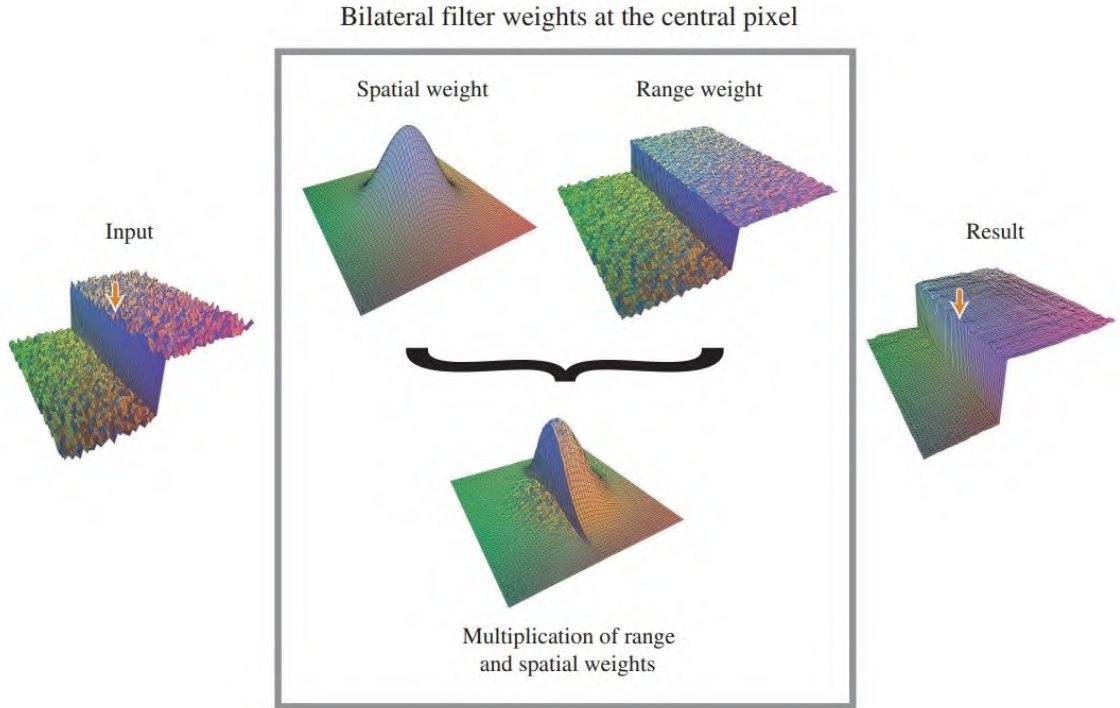 Bilateral filter weights at the central pixel
Spatial weight
Range weight
Input
Result
Multiplication of range
and spatial weights